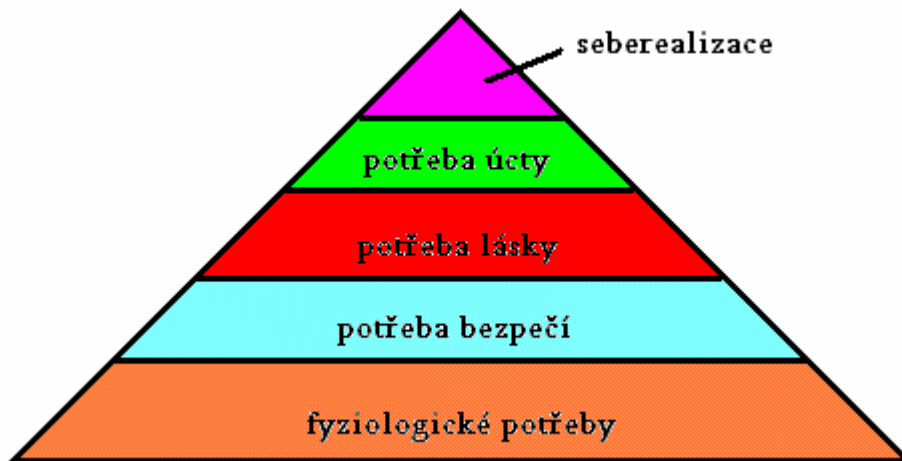 seberealizace
potřeba úcty
potřeba lásky
potřeba bezpečí
fyziologické potřeby